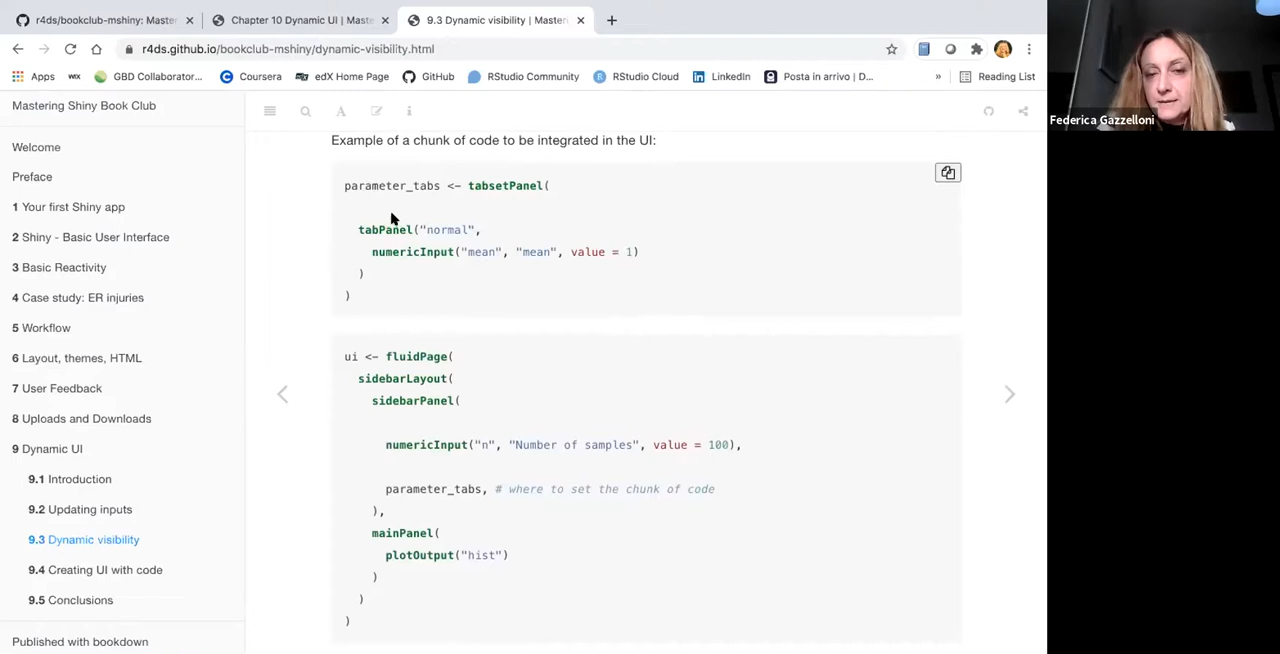 r4ds/bookclub-mshiny: Master
Chapter 10 Dynamic UI | Maste
9.3 Dynamic visibility | Master
r4ds.github.io/bookclub-mshiny/dynamic-visibility.html
Apps
WIX
GBD Collaborator...
Coursera
edX Home Page
GitHub
RStudio Community
RStudio Cloud
LinkedIn
Posta in arrivo | D...
»
Reading List
Federica Gazzelloni
Mastering Shiny Book Club
Welcome
Preface
1 Your first Shiny app
2 Shiny - Basic User Interface
3 Basic Reactivity
4 Case study: ER injuries
5 Workflow
6 Layout, themes, HTML
7 User Feedback
8 Uploads and Downloads
9 Dynamic UI
9.1 Introduction
9.2 Updating inputs
9.3 Dynamic visibility
9.4 Creating UI with code
9.5 Conclusions
Published with bookdown
Example of a chunk of code to be integrated in the UI:
parameter_tabs <- tabsetPanel(
tabPanel("normal",
numericInput("mean", "mean", value = 1)
)
)
ui <- fluidPage(
sidebarLayout(
sidebarPanel(
numericInput("n", "Number of samples", value = 100),
parameter_tabs, # where to set the chunk of code
),
mainPanel(
plotOutput("hist")
)
)
)